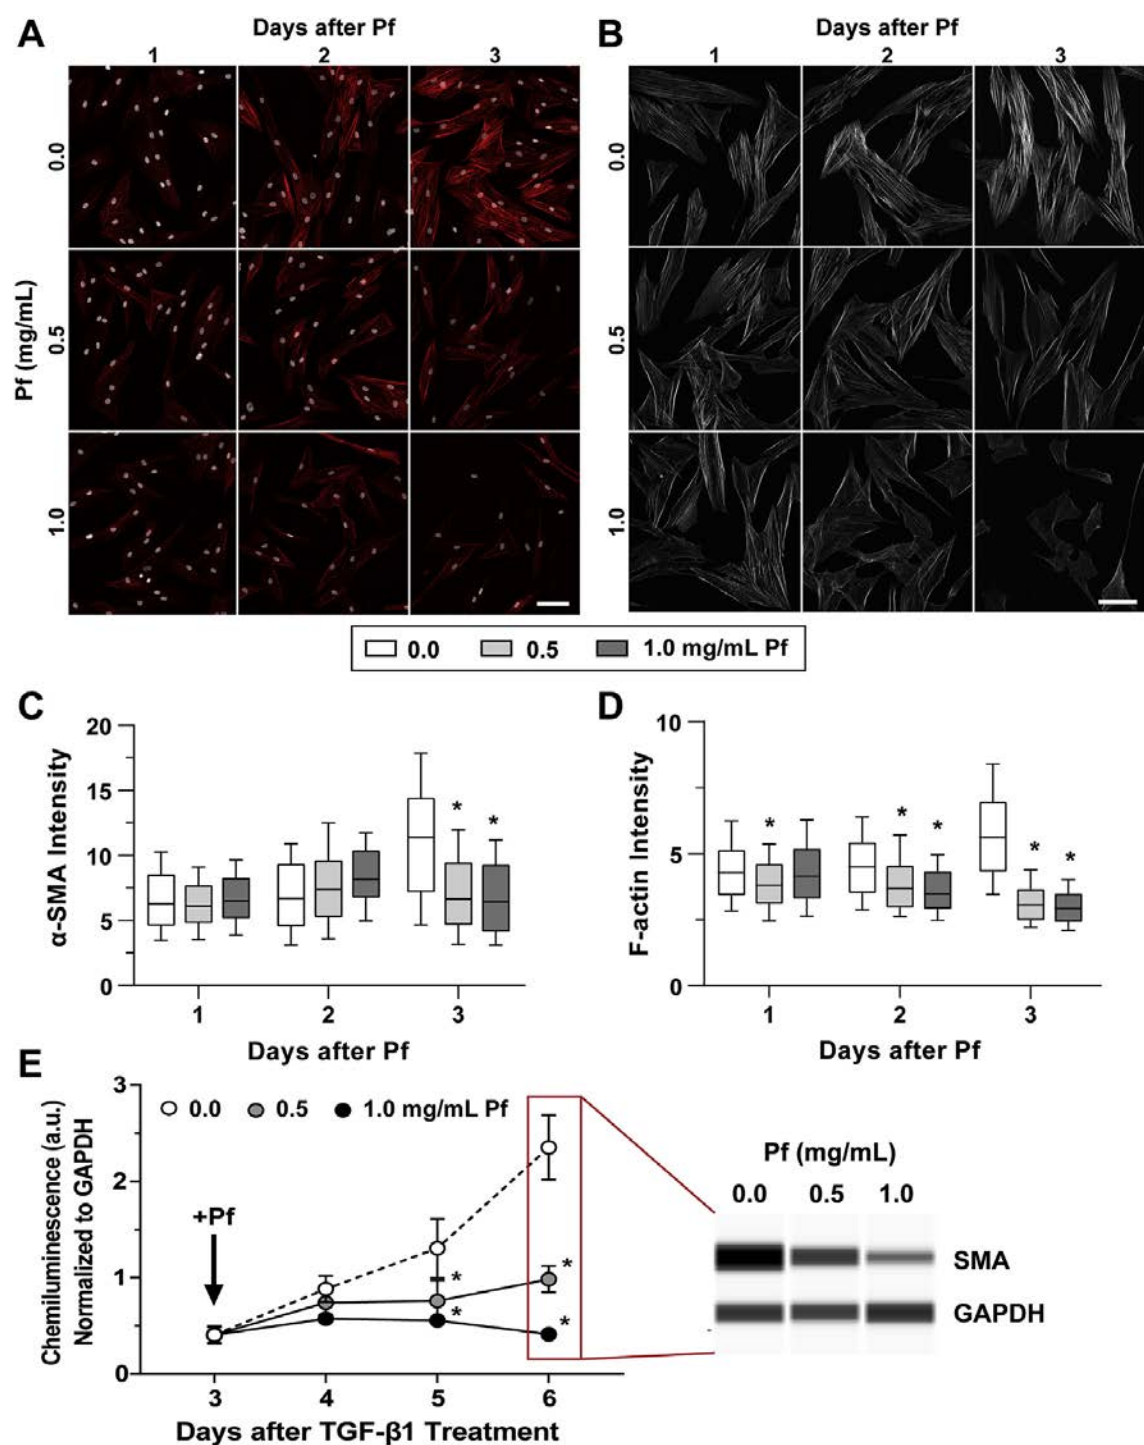 A
Days after Pf
1 2 3
Pf (mg/mL)
0.0
0.5
1.0
B
Days after Pf
1 2 3
0.0
0.5
1.0
0.0 0.5 1.0 mg/mL Pf
C
α-SMA Intensity
20
15
10
5
0
* *
1 2 3
Days after Pf
D
F-actin Intensity
10
5
0
* * * * *
1 2 3
Days after Pf
E
Chemiluminescence (a.u.)
Normalized to GAPDH
3
2
1
0
0.0 0.5 1.0 mg/mL Pf
+Pf
* *
* *
3 4 5 6
Days after TGF-β1 Treatment
Pf (mg/mL)
0.0 0.5 1.0
SMA
GAPDH